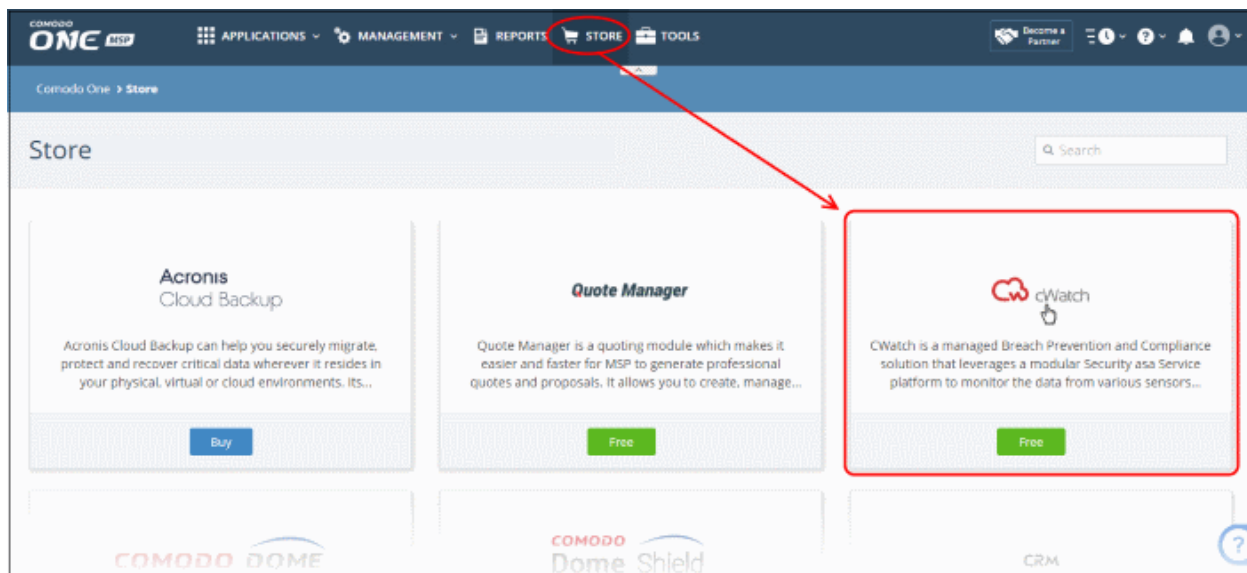 COMODO
ONE MSP
APPLICATIONS
MANAGEMENT
REPORTS
STORE
TOOLS
Become a
Partner
Comodo One > Store
Store
Search
Acronis
Cloud Backup
Acronis Cloud Backup can help you securely migrate,
protect and recover critical data wherever it resides in
your physical, virtual or cloud environments. Its...
Buy
Quote Manager
Quote Manager is a quoting module which makes it
easier and faster for MSP to generate professional
quotes and proposals. It allows you to create, manage...
Free
cWatch
CWatch is a managed Breach Prevention and Compliance
solution that leverages a modular Security asa Service
platform to monitor the data from various sensors...
Free
COMODO DOME
COMODO
Dome Shield
CRM
?